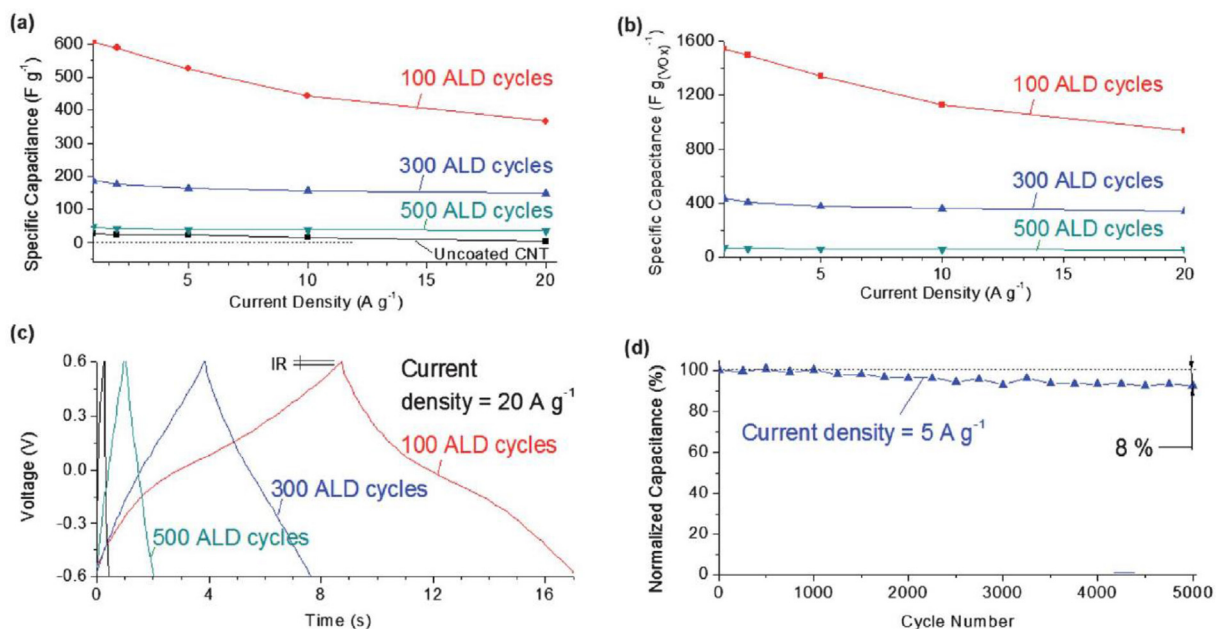 (a)
Specific Capacitance (F g⁻¹)
600
500
400
300
200
100
0
100 ALD cycles
300 ALD cycles
500 ALD cycles
Uncoated CNT
5
10
15
20
Current Density (A g⁻¹)
(b)
Specific Capacitance (F g(VOx)⁻¹)
1600
1200
800
400
0
100 ALD cycles
300 ALD cycles
500 ALD cycles
5
10
15
20
Current Density (A g⁻¹)
(c)
Voltage (V)
0.6
0.3
0.0
-0.3
-0.6
IR
Current
density = 20 A g⁻¹
100 ALD cycles
300 ALD cycles
500 ALD cycles
0
4
8
12
16
Time (s)
(d)
Normalized Capacitance (%)
100
80
60
40
20
0
Current density = 5 A g⁻¹
8 %
0
1000
2000
3000
4000
5000
Cycle Number